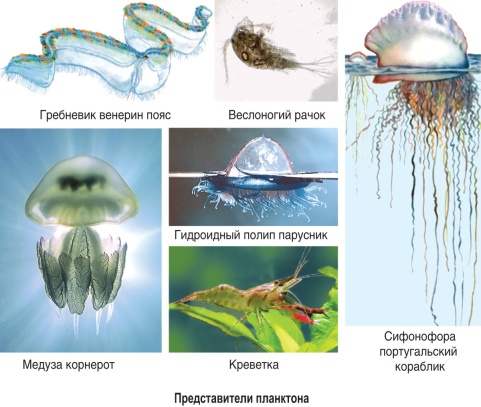 Гребневик венерин пояс
Веслоногий рачок
Гидроидный полип парусник
Медуза корнерот
Креветка
Сифонофора
португальский
кораблик
Представители планктона